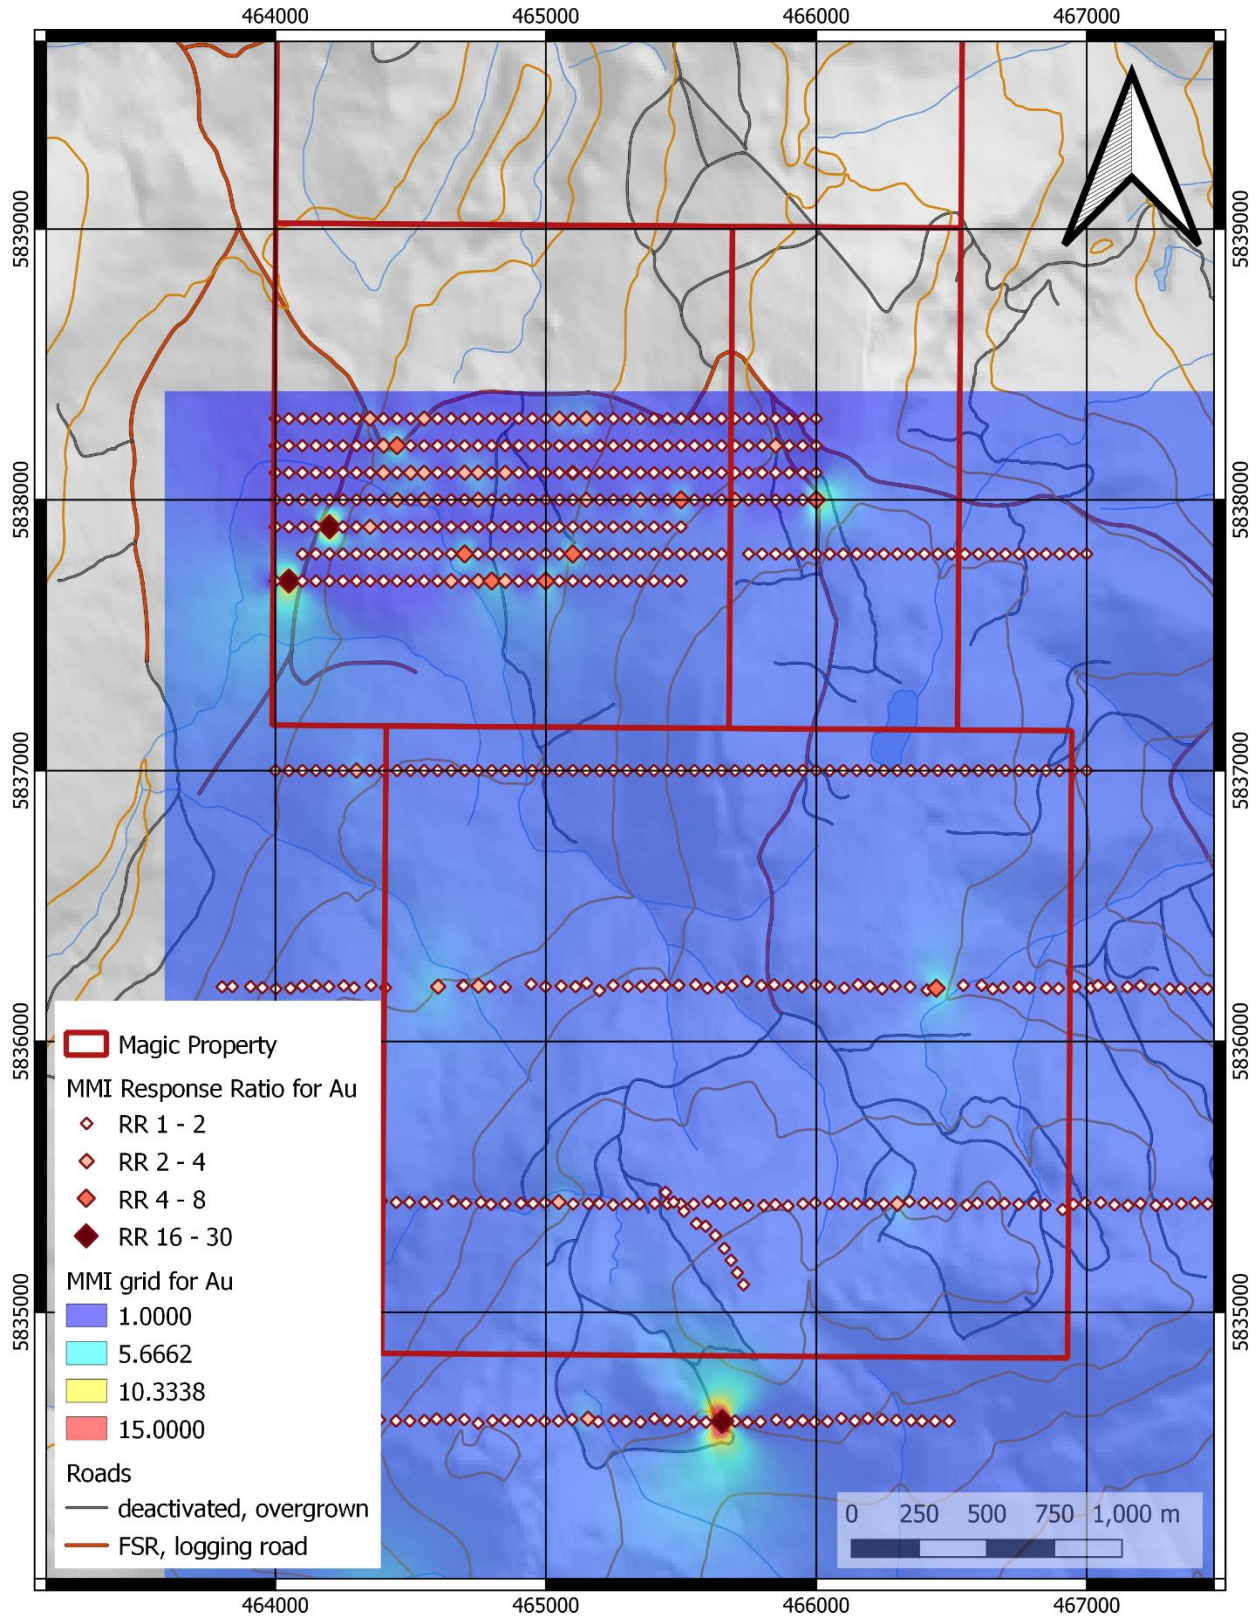 464000 465000 466000 467000
5839000 5839000
5838000 5838000
5837000 5837000
5836000 5836000
5835000 5835000
Magic Property
MMI Response Ratio for Au
RR 1 - 2
RR 2 - 4
RR 4 - 8
RR 16 - 30
MMI grid for Au
1.0000
5.6662
10.3338
15.0000
Roads
deactivated, overgrown
FSR, logging road
0 250 500 750 1,000 m
464000 465000 466000 467000